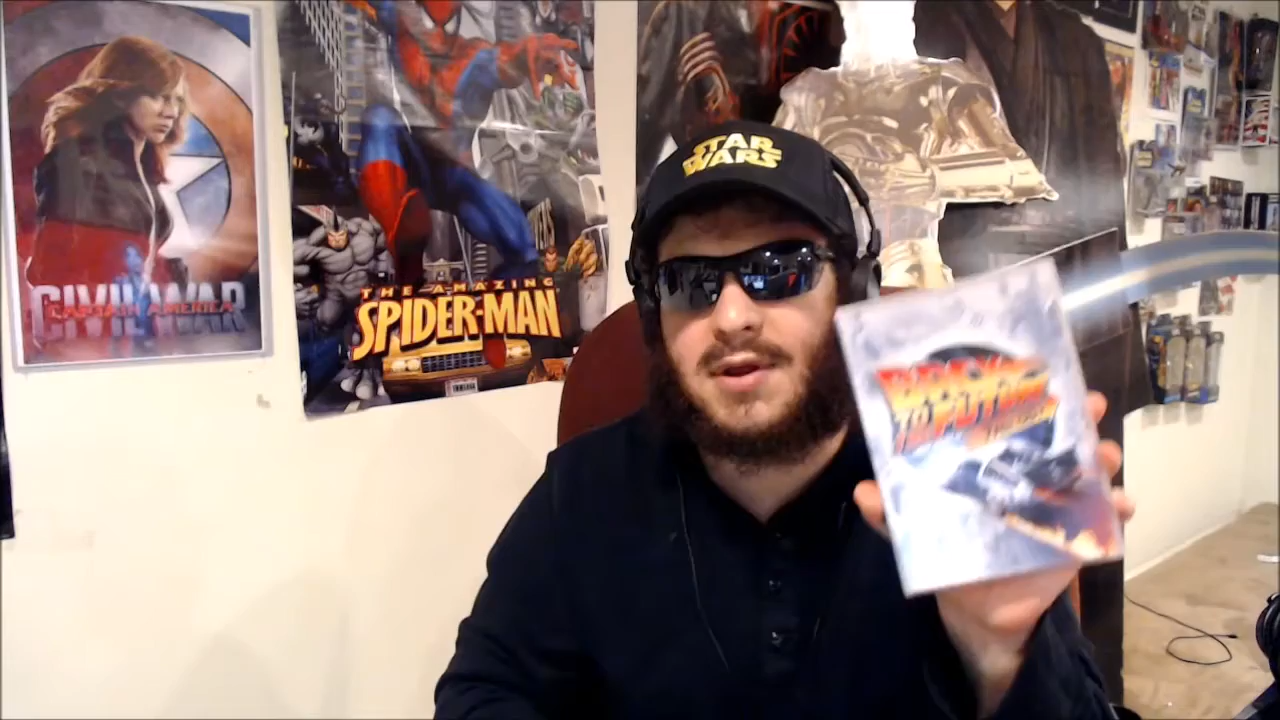 CIVIL WAR
CAPTAIN AMERICA
THE AMAZING
SPIDER-MAN
STAR
WARS
BACK
TO THE FUTURE